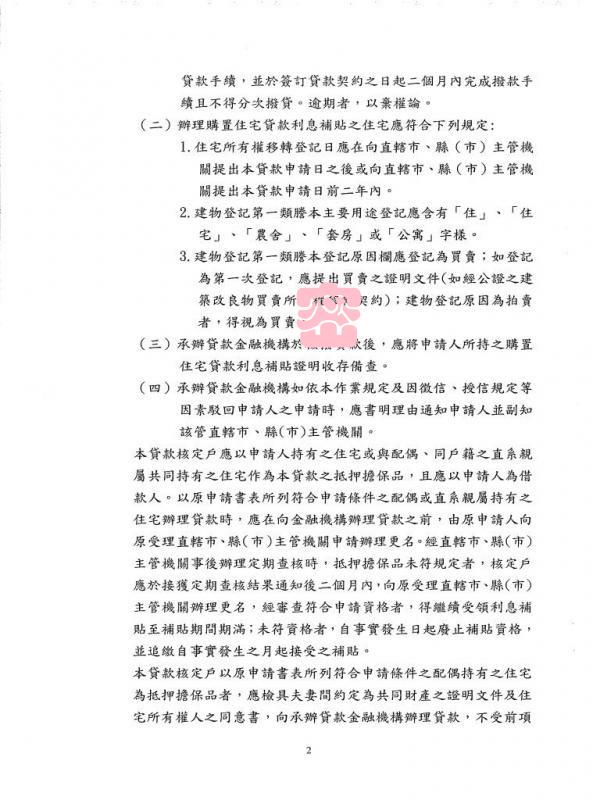 貸款手續，並於簽訂貸款契約之日起二個月內完成撥款手
續且不得分次撥貸。逾期者，以棄權論。
（二）辦理購置住宅貸款利息補貼之住宅應符合下列規定：
1.住宅所有權移轉登記日應在向直轄市、縣（市）主管機
關提出本貸款申請日之後或向直轄市、縣（市）主管機
關提出本貸款申請日前二年內。
2.建物登記第一類謄本主要用途登記應含有「住」、「住
宅」、「農舍」、「套房」或「公寓」字樣。
3.建物登記第一類謄本登記原因欄應登記為買賣；如登記
為第一次登記，應提出買賣之證明文件(如經公證之建
築改良物買賣所 契約)；建物登記原因為拍賣
者，得視為買賣。
（三）承辦貸款金融機構於 款後，應將申請人所持之購置
住宅貸款利息補貼證明收存備查。
（四）承辦貸款金融機構如依本作業規定及因徵信、授信規定等
因素駁回申請人之申請時，應書明理由通知申請人並副知
該管直轄市、縣(市)主管機關。
本貸款核定戶應以申請人持有之住宅或與配偶、同戶籍之直系親
屬共同持有之住宅作為本貸款之抵押擔保品，且應以申請人為借
款人。以原申請書表所列符合申請條件之配偶或直系親屬持有之
住宅辦理貸款時，應在向金融機構辦理貸款之前，由原申請人向
原受理直轄市、縣(市)主管機關申請辦理更名。經直轄市、縣(市)
主管機關事後辦理定期查核時，抵押擔保品未符規定者，核定戶
應於接獲定期查核結果通知後二個月內，向原受理直轄市、縣(市)
主管機關辦理更名，經審查符合申請資格者，得繼續受領利息補
貼至補貼期間期滿；未符資格者，自事實發生日起廢止補貼資格，
並追繳自事實發生之月起接受之補貼。
本貸款核定戶以原申請書表所列符合申請條件之配偶持有之住宅
為抵押擔保品者，應檢具夫妻間約定為共同財產之證明文件及住
宅所有權人之同意書，向承辦貸款金融機構辦理貸款，不受前項
2